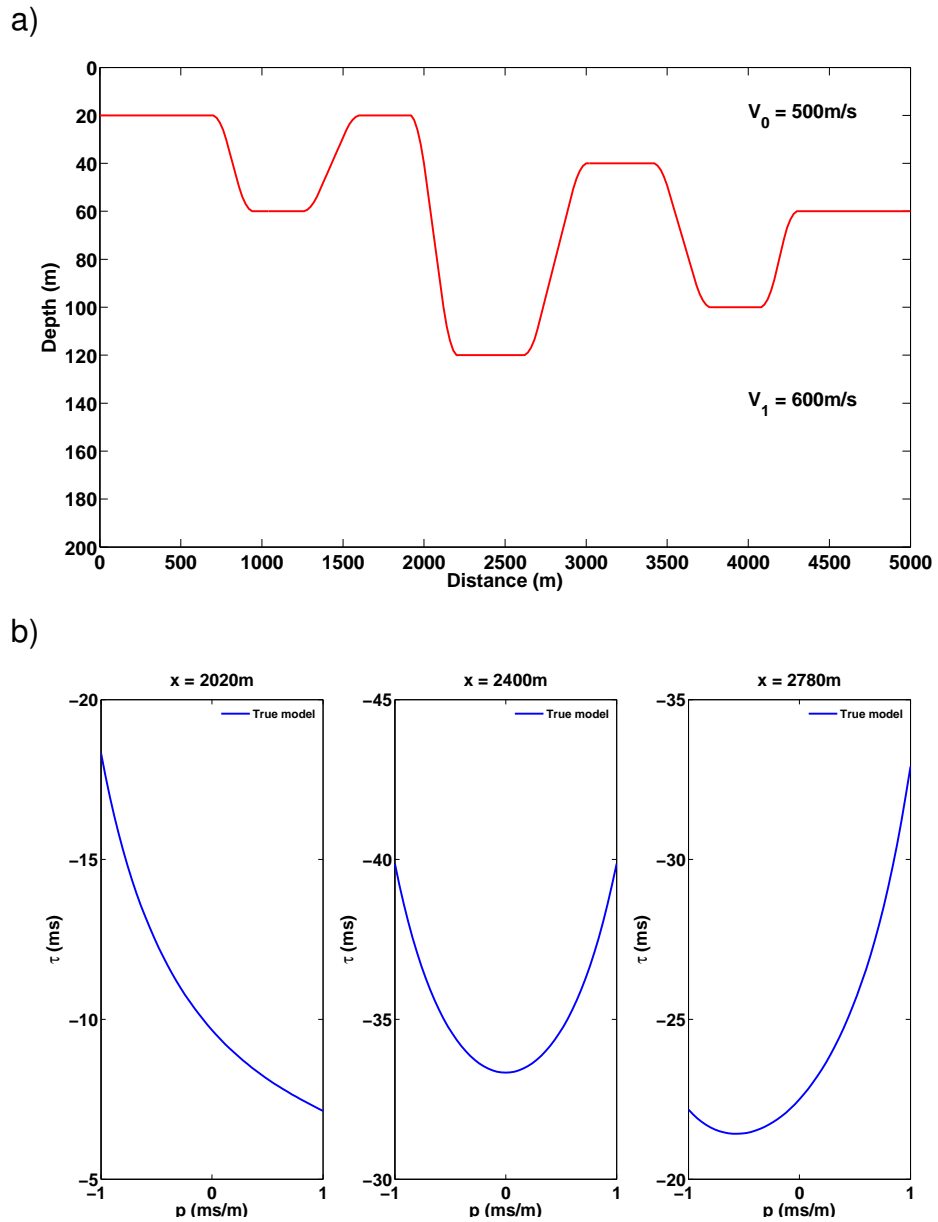 a)
0
20
40
60
80
100
120
140
160
180
200
Depth (m)
V0 = 500m/s
V1 = 600m/s
0 500 1000 1500 2000 2500 3000 3500 4000 4500 5000
Distance (m)
b)
x = 2020m
−20
−15
−10
−5
τ (ms)
True model
−1 0 1
p (ms/m)
x = 2400m
−45
−40
−35
−30
τ (ms)
True model
−1 0 1
p (ms/m)
x = 2780m
−35
−30
−25
−20
τ (ms)
True model
−1 0 1
p (ms/m)